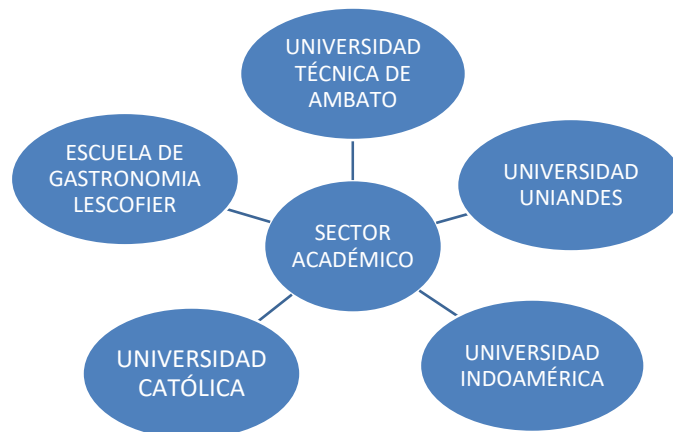 UNIVERSIDAD
TÉCNICA DE
AMBATO
ESCUELA DE
GASTRONOMIA
LESCOFIER
UNIVERSIDAD
UNIANDES
SECTOR
ACADÉMICO
UNIVERSIDAD
CATÓLICA
UNIVERSIDAD
INDOAMÉRICA